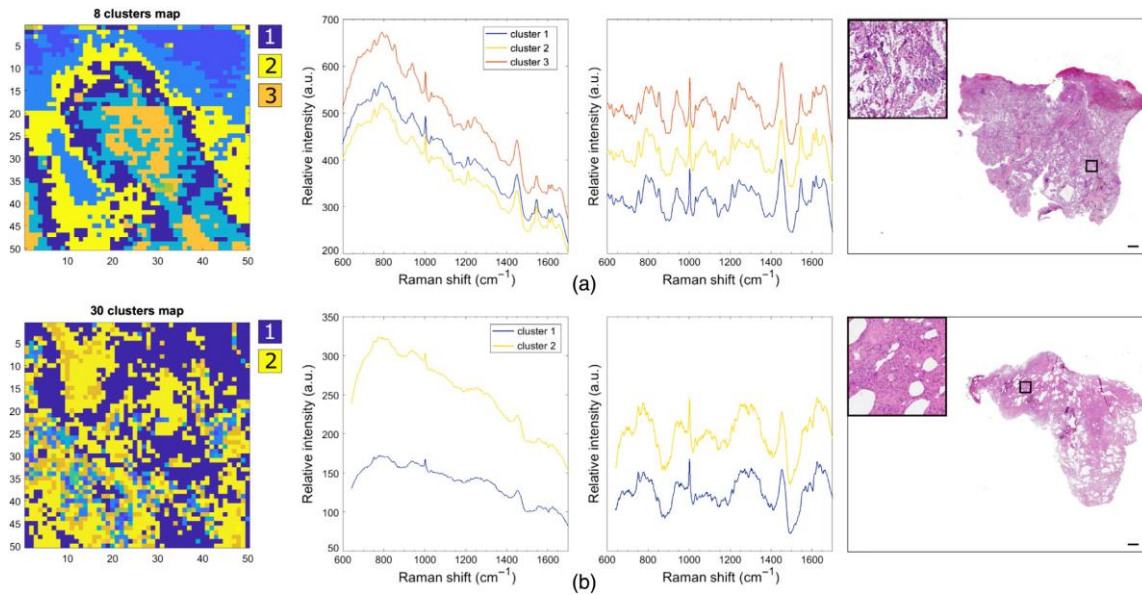 8 clusters map
5
10
15
20
25
30
35
40
45
50
10
20
30
40
50
1
2
3
Relative intensity (a.u.)
700
600
500
400
300
200
cluster 1
cluster 2
cluster 3
600 800 1000 1200 1400 1600
Raman shift (cm⁻¹)
Relative intensity (a.u.)
600 800 1000 1200 1400 1600
Raman shift (cm⁻¹)
(a)
30 clusters map
5
10
15
20
25
30
35
40
45
50
10
20
30
40
50
1
2
Relative intensity (a.u.)
350
300
250
200
150
100
50
cluster 1
cluster 2
600 800 1000 1200 1400 1600
Raman shift (cm⁻¹)
Relative intensity (a.u.)
600 800 1000 1200 1400 1600
Raman shift (cm⁻¹)
(b)